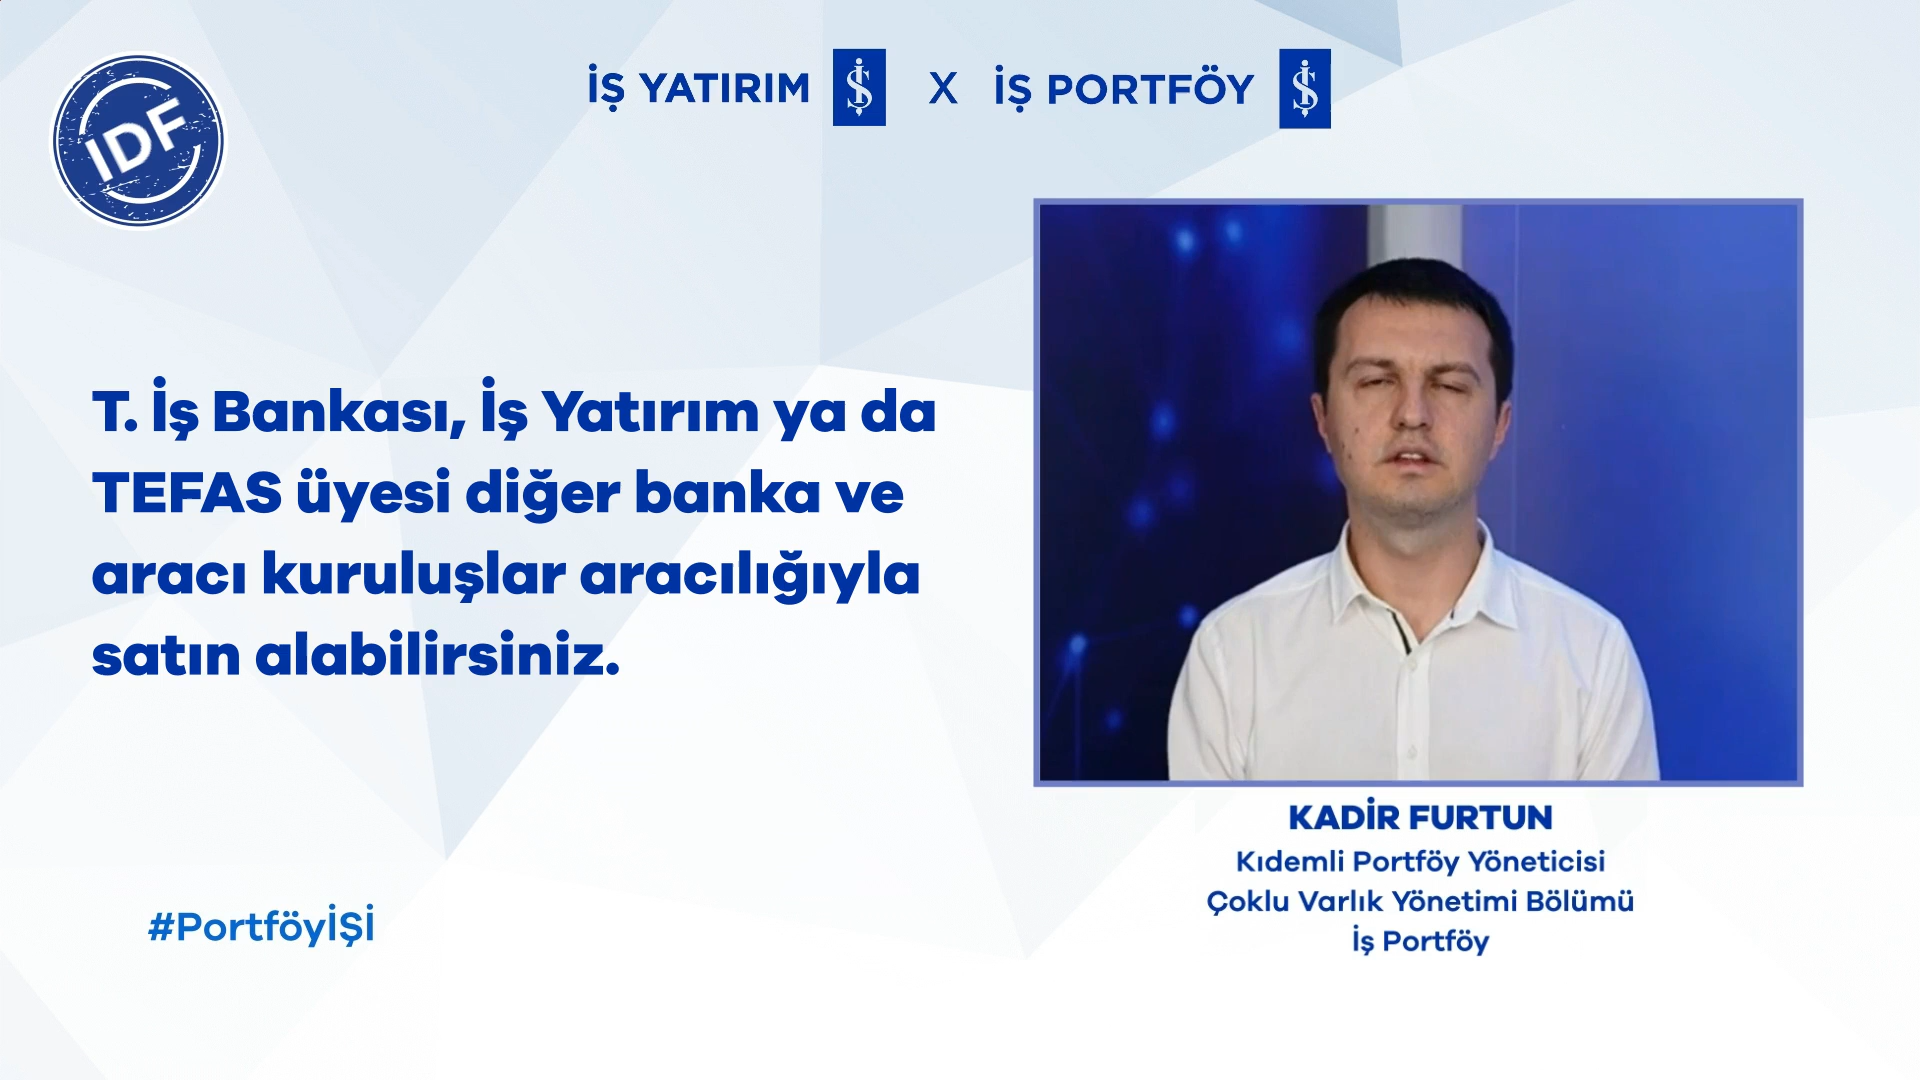 IDF
İŞ YATIRIM X İŞ PORTFÖY
T. İş Bankası, İş Yatırım ya da
TEFAS üyesi diğer banka ve
aracı kuruluşlar aracılığıyla
satın alabilirsiniz.
KADİR FURTUN
Kıdemli Portföy Yöneticisi
Çoklu Varlık Yönetimi Bölümü
İş Portföy
#PortföyİŞİ